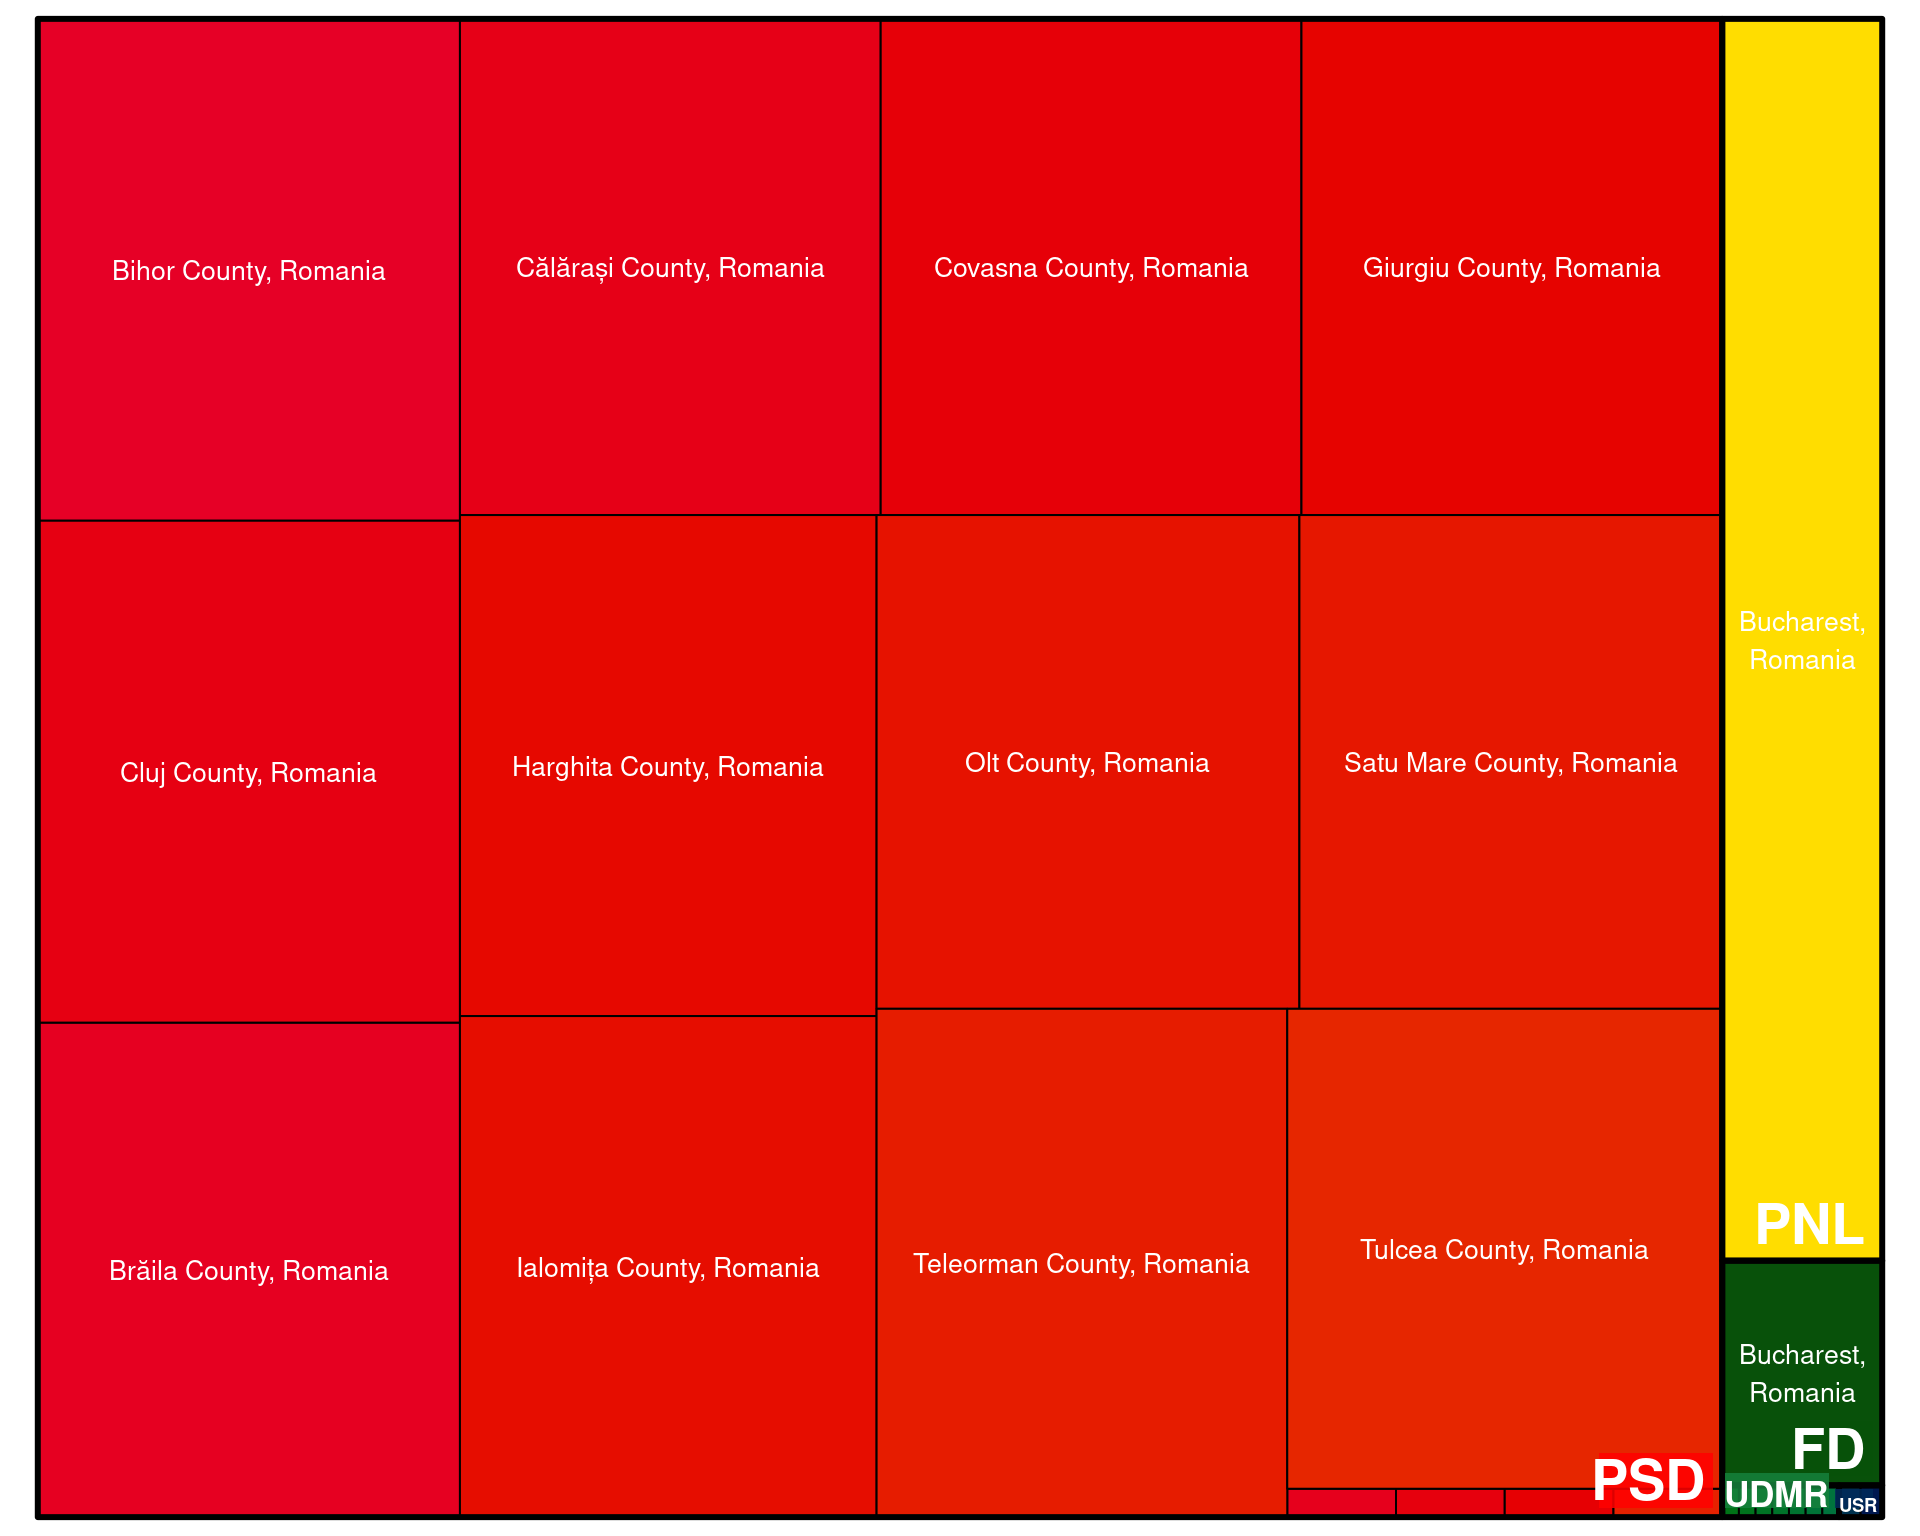 Bihor County, Romania
Călărași County, Romania
Covasna County, Romania
Giurgiu County, Romania
Bucharest,
Romania
Cluj County, Romania
Harghita County, Romania
Olt County, Romania
Satu Mare County, Romania
Brăila County, Romania
Ialomița County, Romania
Teleorman County, Romania
Tulcea County, Romania
PNL
Bucharest,
Romania
FD
PSD
UDMR
USR